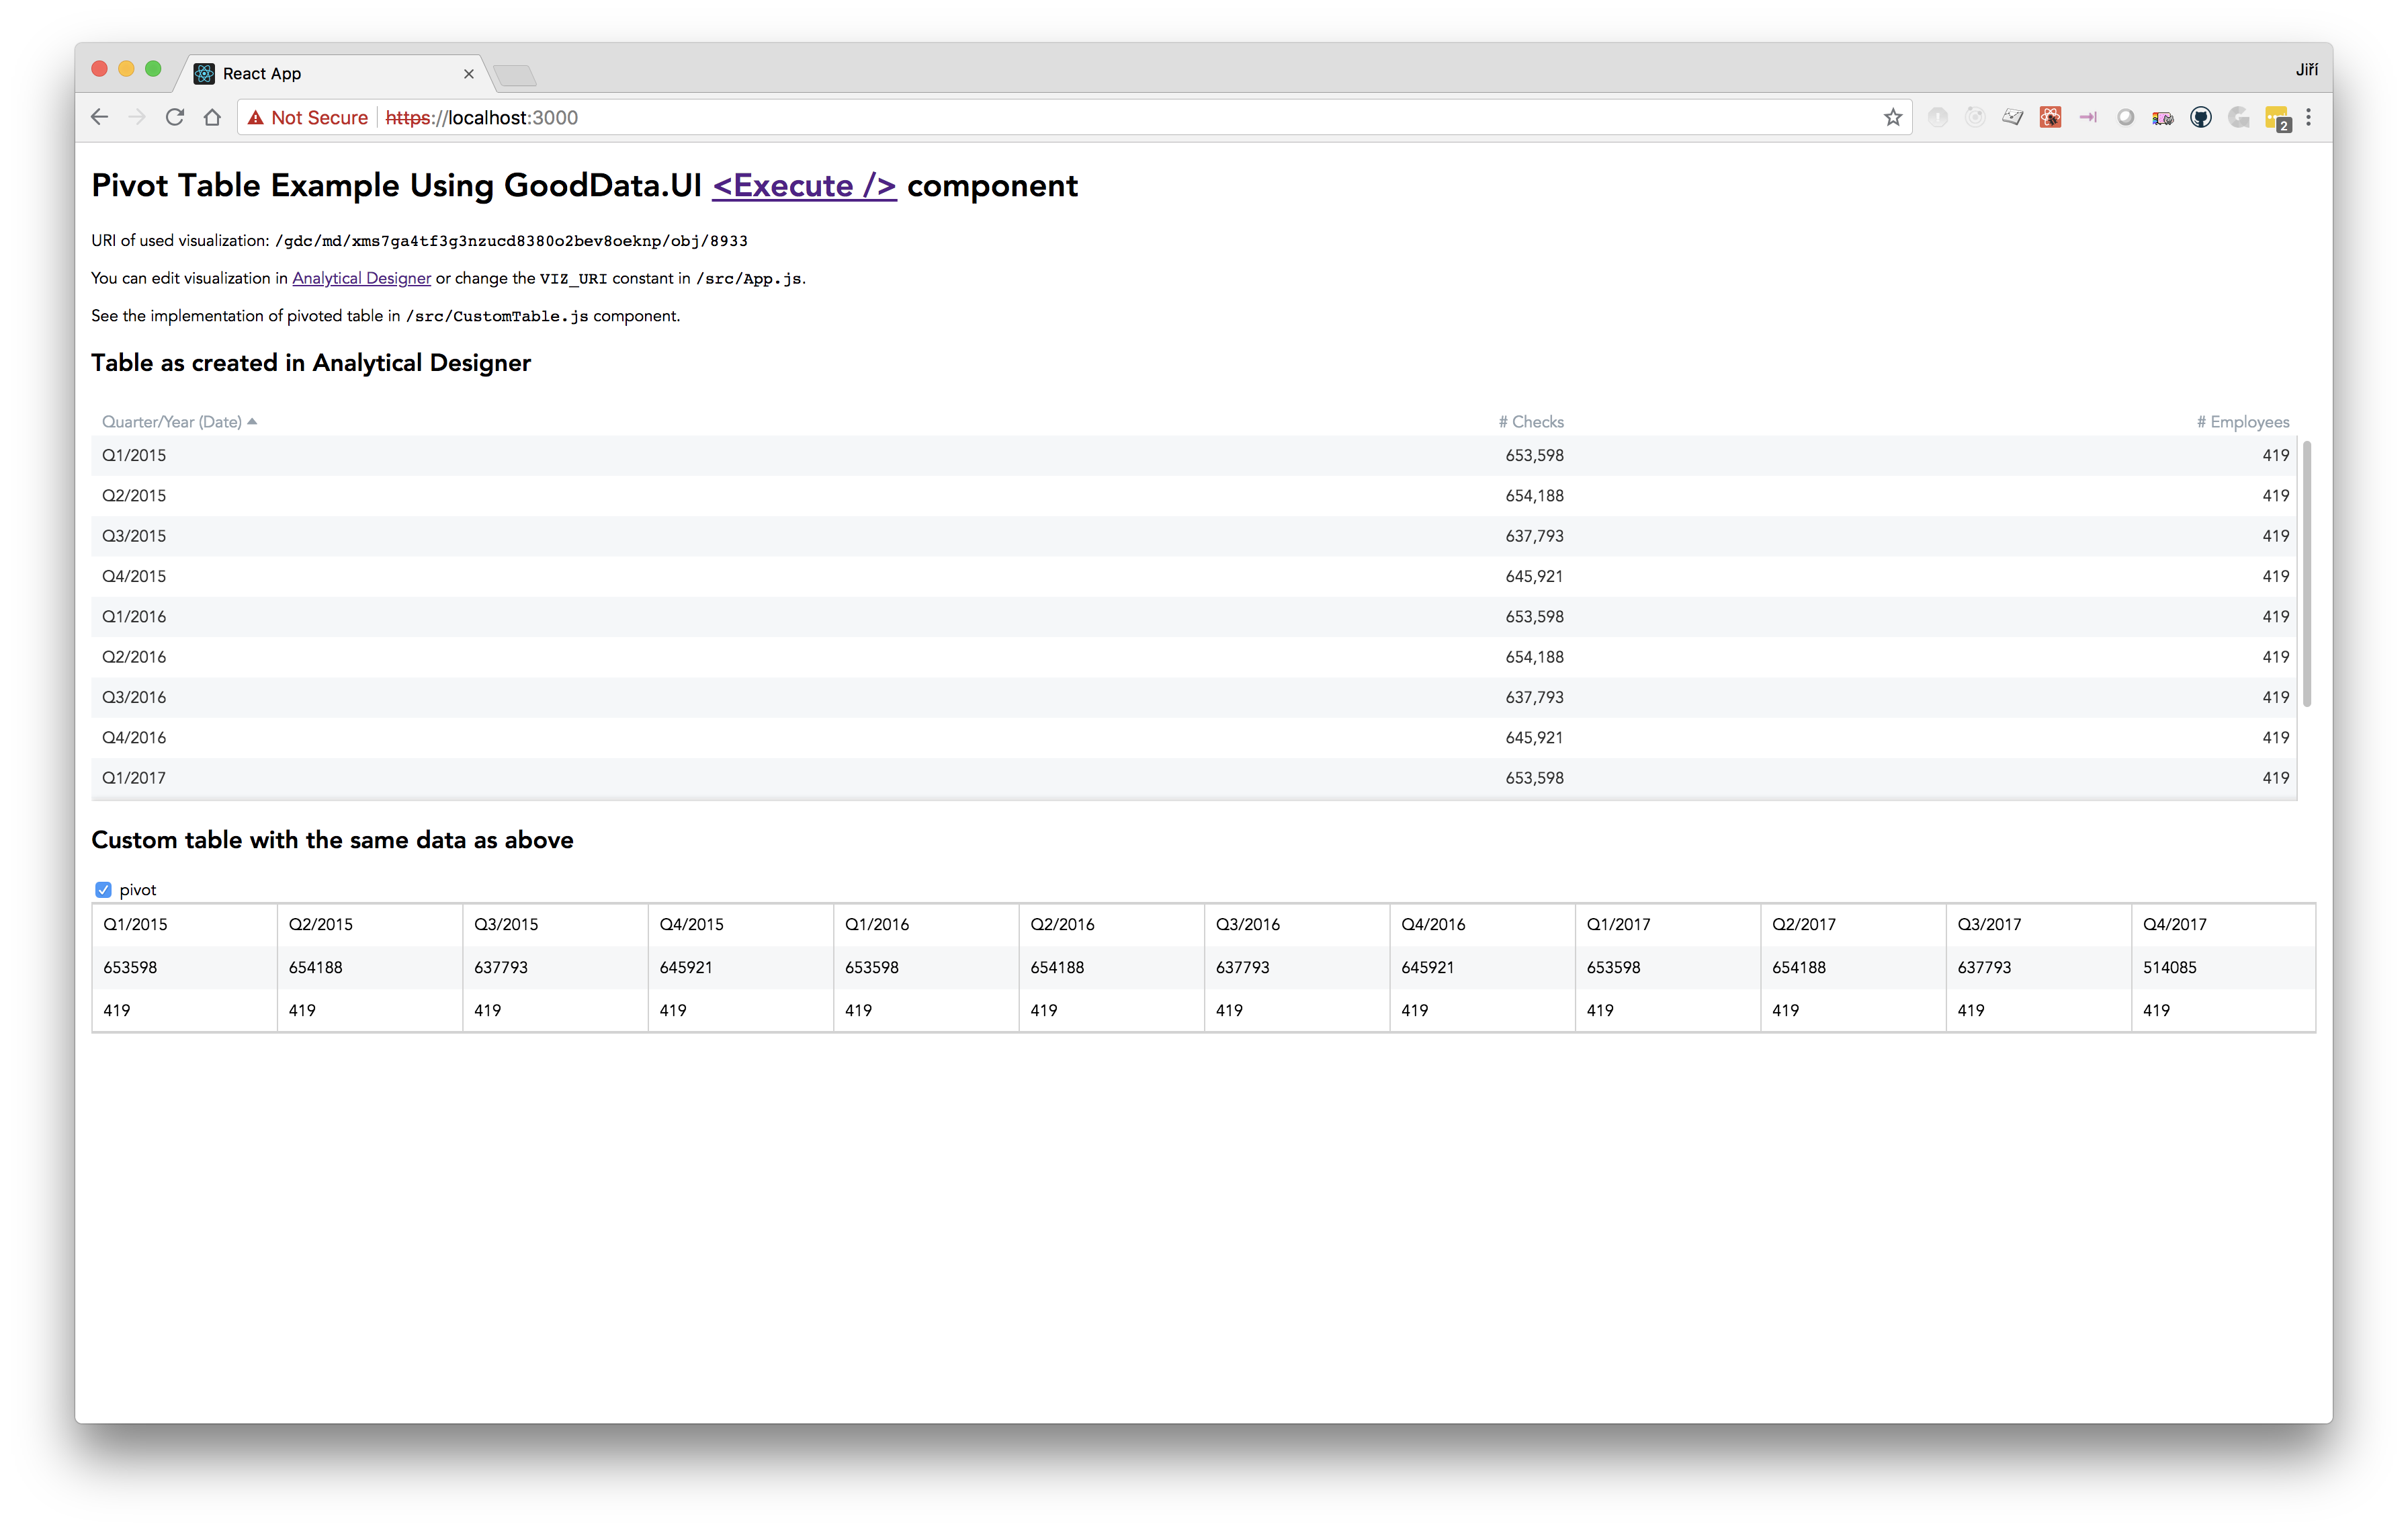 React App
Jiří
Not Secure https://localhost:3000
2
Pivot Table Example Using GoodData.UI <Execute /> component
URI of used visualization: /gdc/md/xms7ga4tf3g3nzucd8380o2bev8oeknp/obj/8933
You can edit visualization in Analytical Designer or change the VIZ_URI constant in /src/App.js.
See the implementation of pivoted table in /src/CustomTable.js component.
Table as created in Analytical Designer
Quarter/Year (Date) # Checks # Employees
Q1/2015 653,598 419
Q2/2015 654,188 419
Q3/2015 637,793 419
Q4/2015 645,921 419
Q1/2016 653,598 419
Q2/2016 654,188 419
Q3/2016 637,793 419
Q4/2016 645,921 419
Q1/2017 653,598 419
Custom table with the same data as above
pivot
Q1/2015 Q2/2015 Q3/2015 Q4/2015 Q1/2016 Q2/2016 Q3/2016 Q4/2016 Q1/2017 Q2/2017 Q3/2017 Q4/2017
653598 654188 637793 645921 653598 654188 637793 645921 653598 654188 637793 514085
419 419 419 419 419 419 419 419 419 419 419 419